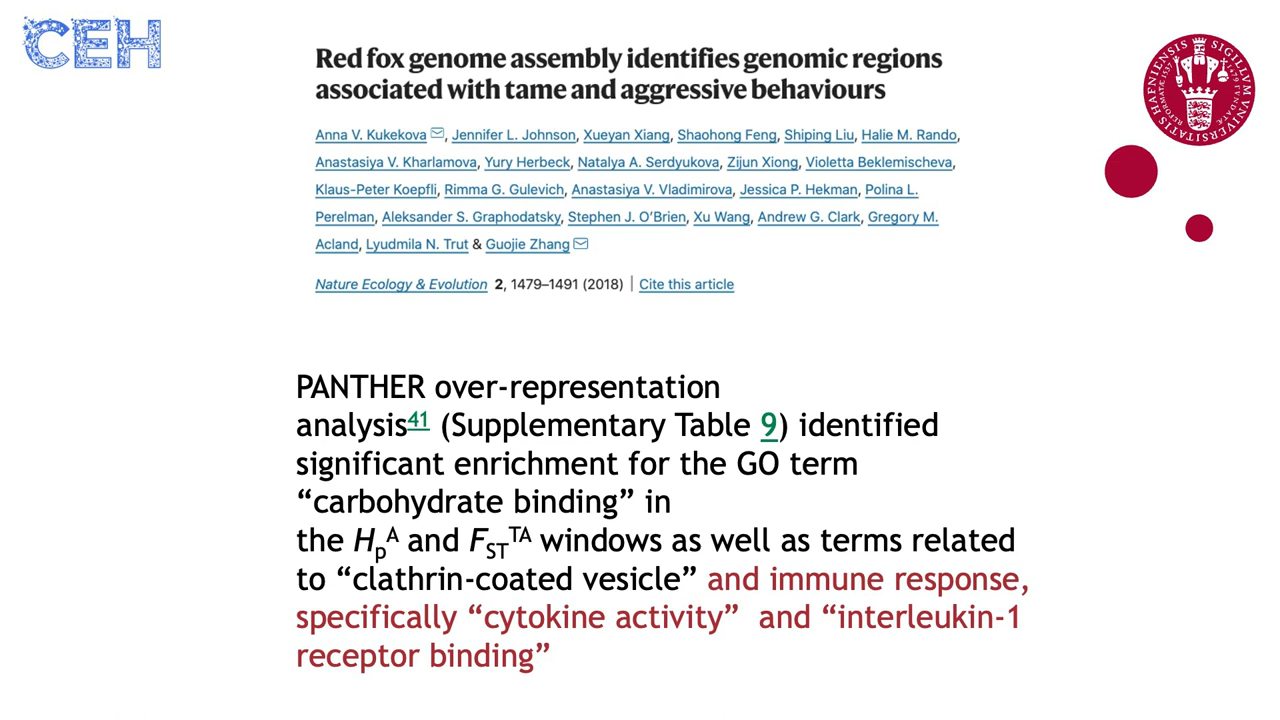 CEH
Red fox genome assembly identifies genomic regions
associated with tame and aggressive behaviours
Anna V. Kukekova, Jennifer L. Johnson, Xueyan Xiang, Shaohong Feng, Shiping Liu, Halie M. Rando,
Anastasiya V. Kharlamova, Yury Herbeck, Natalya A. Serdyukova, Zijun Xiong, Violetta Beklemischeva,
Klaus-Peter Koepfli, Rimma G. Gulevich, Anastasiya V. Vladimirova, Jessica P. Hekman, Polina L.
Perelman, Aleksander S. Graphodatsky, Stephen J. O’Brien, Xu Wang, Andrew G. Clark, Gregory M.
Acland, Lyudmila N. Trut & Guojie Zhang
Nature Ecology & Evolution 2, 1479–1491 (2018) | Cite this article
PANTHER over-representation
analysis41 (Supplementary Table 9) identified
significant enrichment for the GO term
“carbohydrate binding” in
the HpA and FSTTA windows as well as terms related
to “clathrin-coated vesicle” and immune response,
specifically “cytokine activity”  and “interleukin-1
receptor binding”